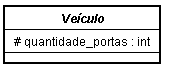 Veículo
# quantidade_portas : int